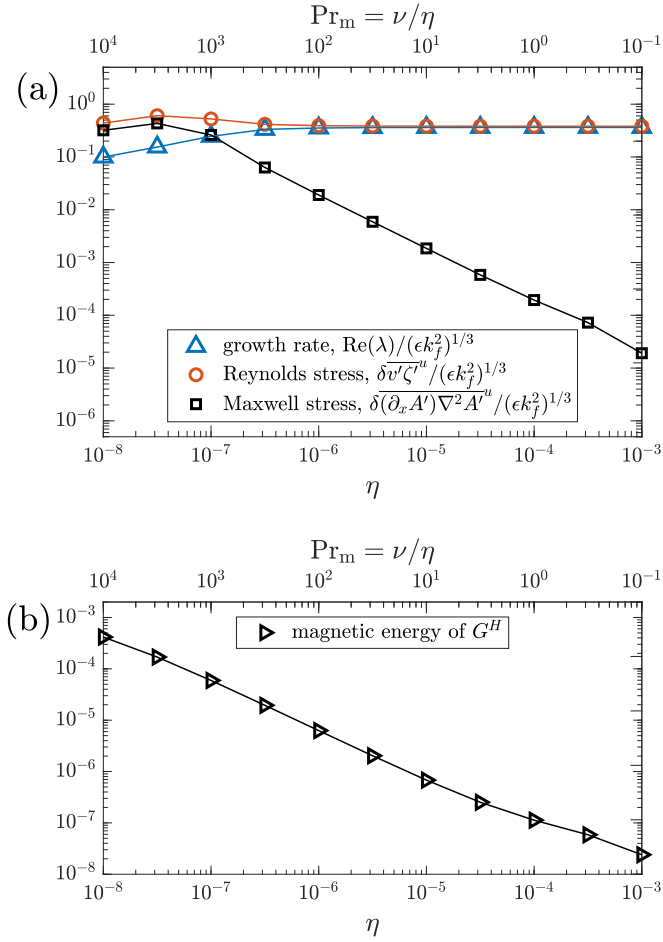 Pr_m = ν/η
10^4 10^3 10^2 10^1 10^0 10^-1
(a)
10^0
10^-1
10^-2
10^-3
10^-4
10^-5
10^-6
growth rate, Re(λ)/(ϵk_f^2)^1/3
Reynolds stress, δ\overline{v′ζ′}^u/(ϵk_f^2)^1/3
Maxwell stress, δ\overline{(∂_xA′)∇^2A′}^u/(ϵk_f^2)^1/3
10^-8 10^-7 10^-6 10^-5 10^-4 10^-3
η
Pr_m = ν/η
10^4 10^3 10^2 10^1 10^0 10^-1
(b)
10^-3
10^-4
10^-5
10^-6
10^-7
10^-8
magnetic energy of G^H
10^-8 10^-7 10^-6 10^-5 10^-4 10^-3
η